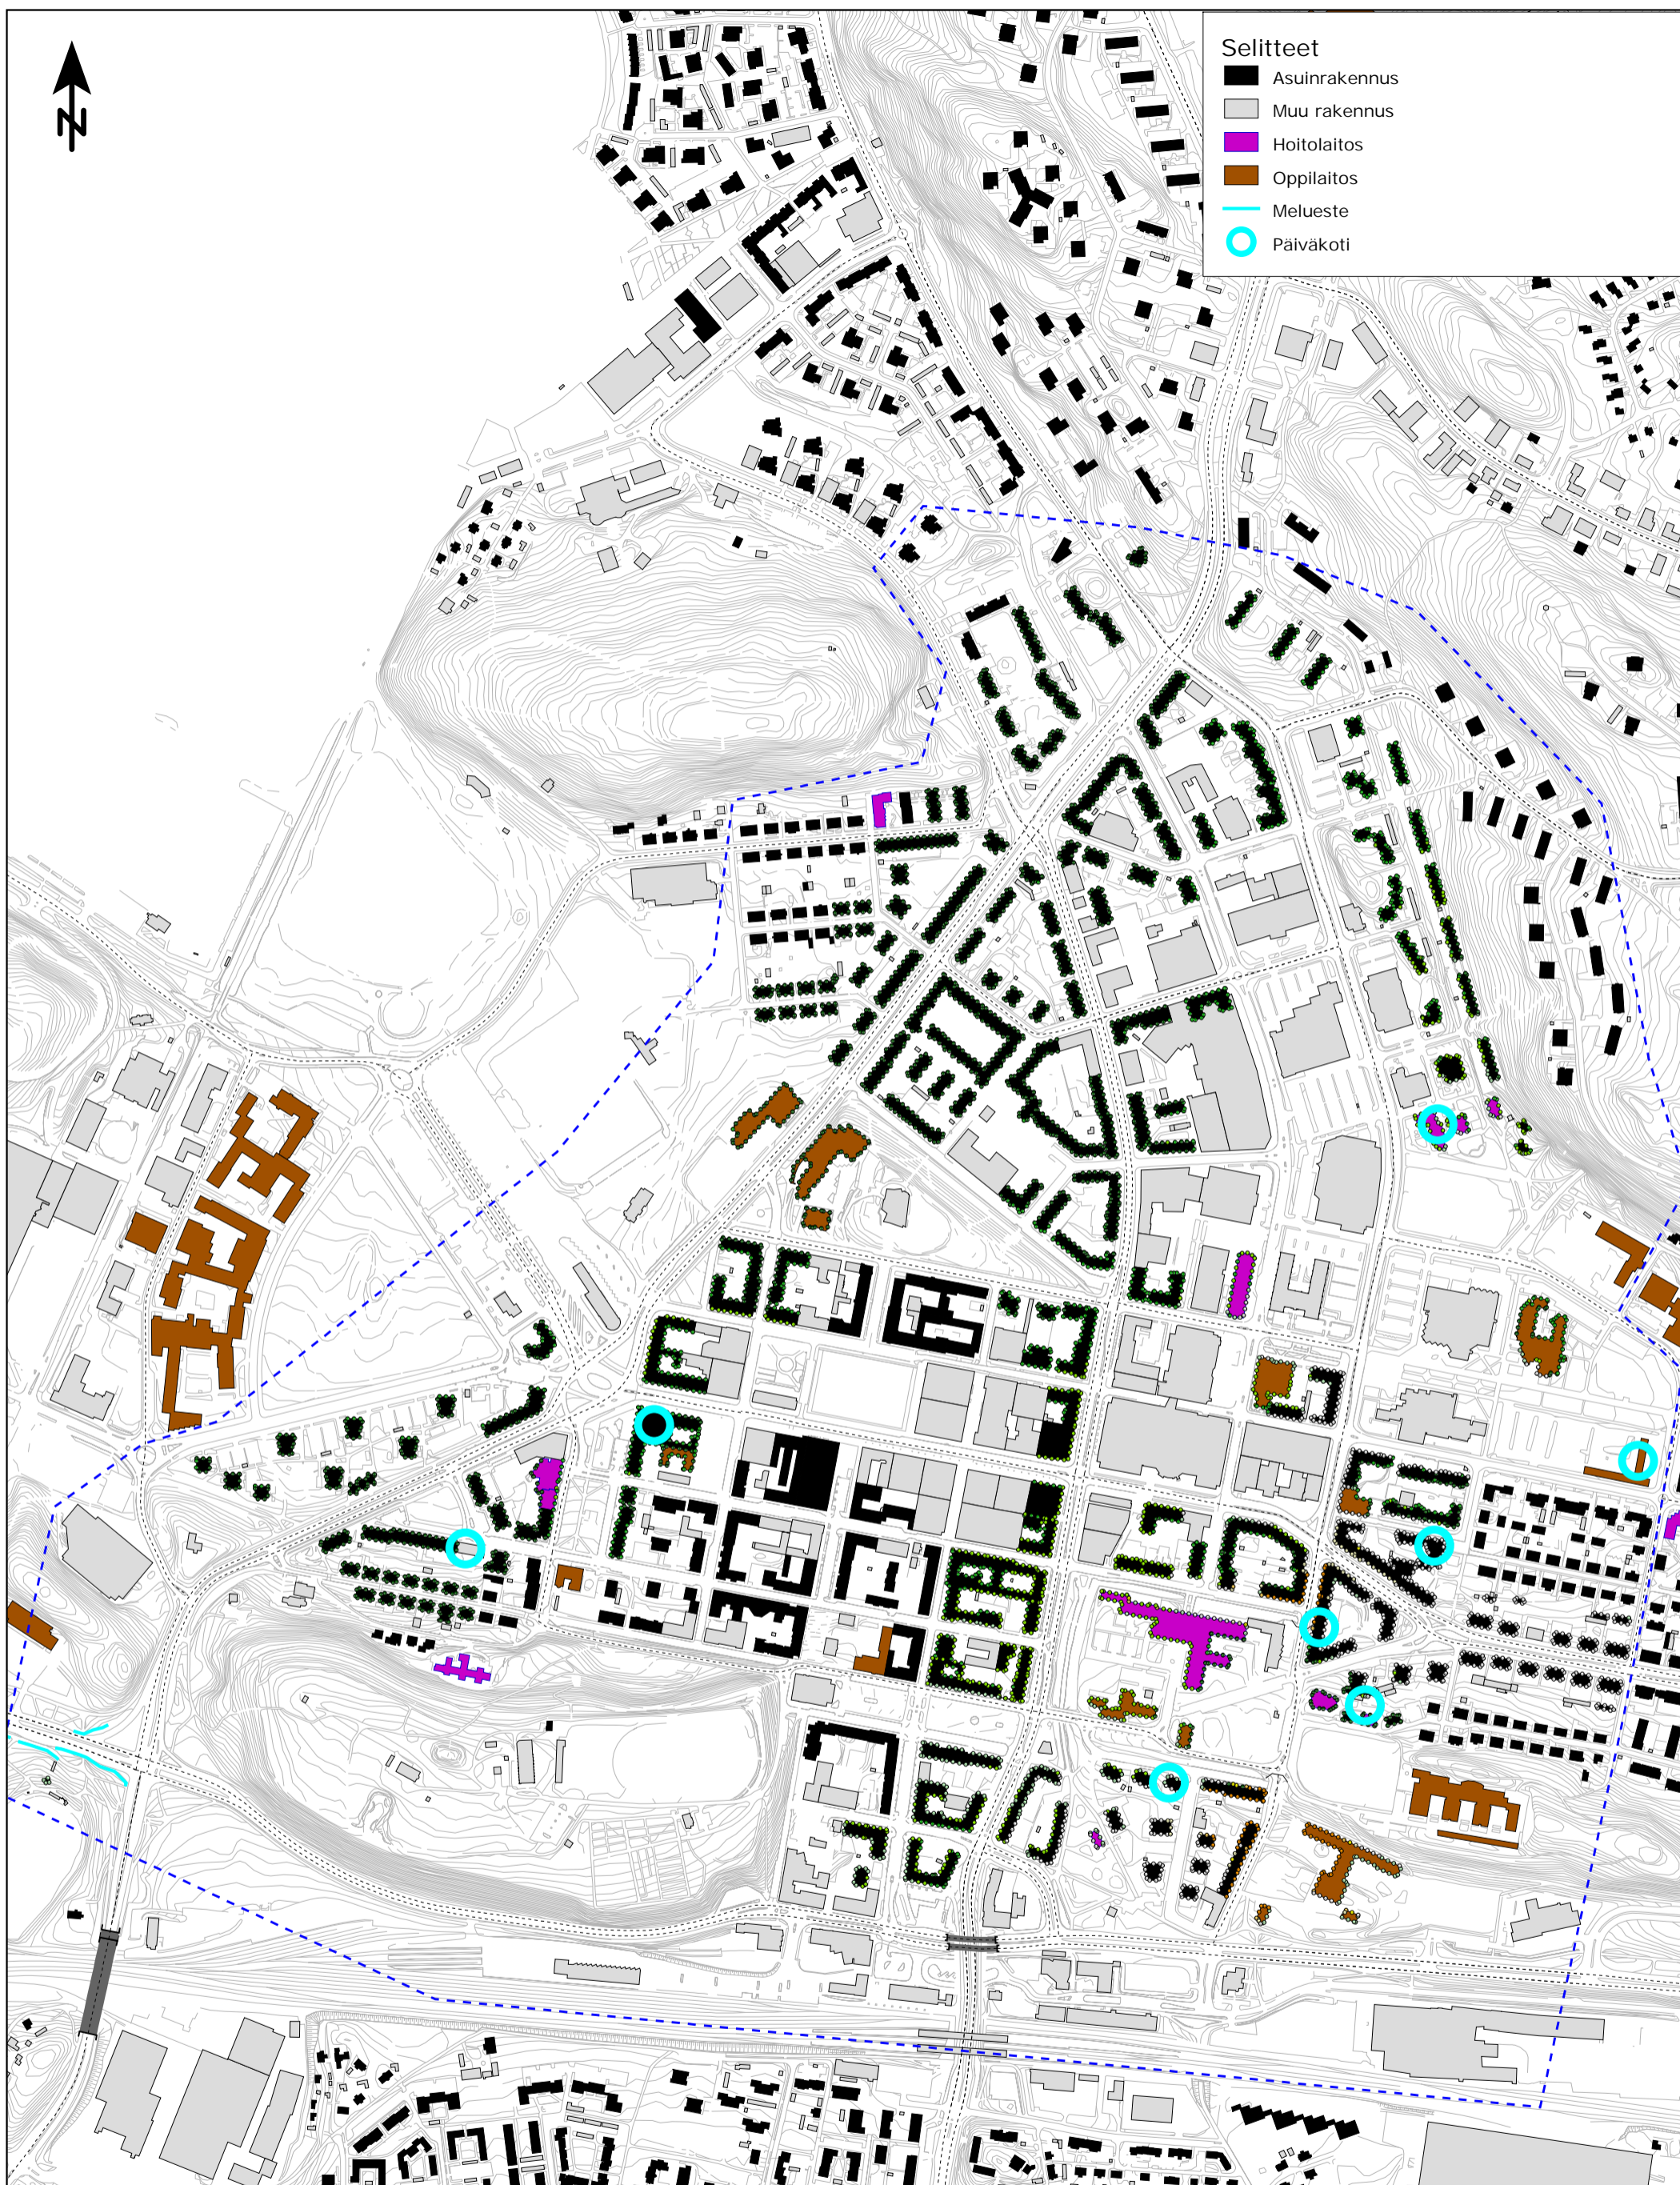 N
Selitteet
Asuinrakennus
Muu rakennus
Hoitolaitos
Oppilaitos
Melueste
Päiväkoti